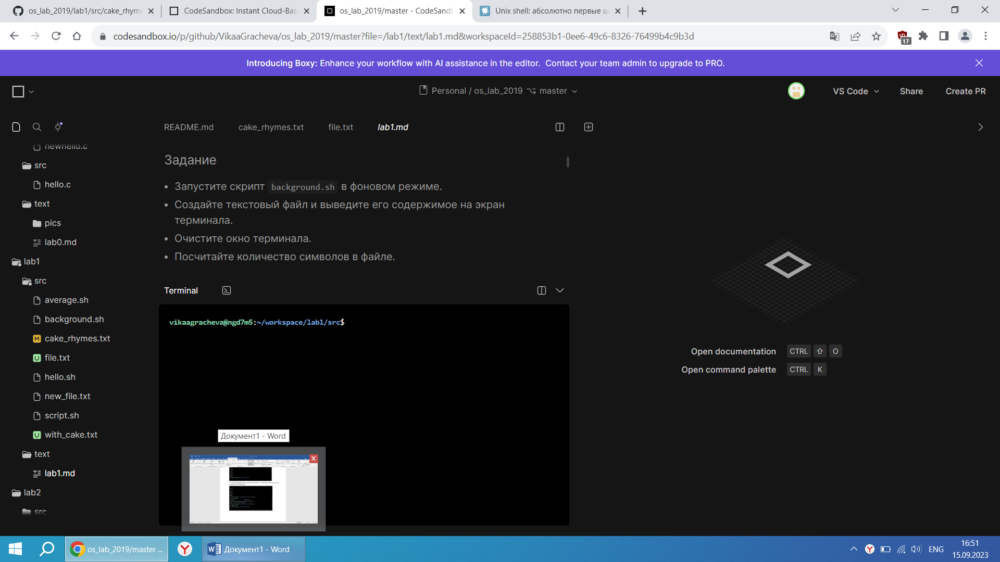 os_lab_2019/lab1/src/cake_rhyme
CodeSandbox: Instant Cloud-Bas
os_lab_2019/master - CodeSandb
Unix shell: абсолютно первые ш
codesandbox.io/p/github/VikaaGracheva/os_lab_2019/master?file=/lab1/text/lab1.md&workspaceId=258853b1-0ee6-49c6-8326-76499b4c9b3d
17
Introducing Boxy: Enhance your workflow with AI assistance in the editor. Contact your team admin to upgrade to PRO.
Personal / os_lab_2019 master
VS Code
Share
Create PR
README.md
cake_rhymes.txt
file.txt
lab1.md
newhello.c
src
hello.c
text
pics
lab0.md
lab1
src
average.sh
background.sh
M cake_rhymes.txt
U file.txt
hello.sh
new_file.txt
script.sh
U with_cake.txt
text
lab1.md
lab2
src
Задание
• Запустите скрипт background.sh в фоновом режиме.
• Создайте текстовый файл и выведите его содержимое на экран
терминала.
• Очистите окно терминала.
• Посчитайте количество символов в файле.
Terminal
vikaagracheva@ngd7m5:~/workspace/lab1/src$
Open documentation CTRL ⇧ O
Open command palette CTRL K
Документ1 - Word
os_lab_2019/master ...
Документ1 - Word
ENG
16:51
15.09.2023